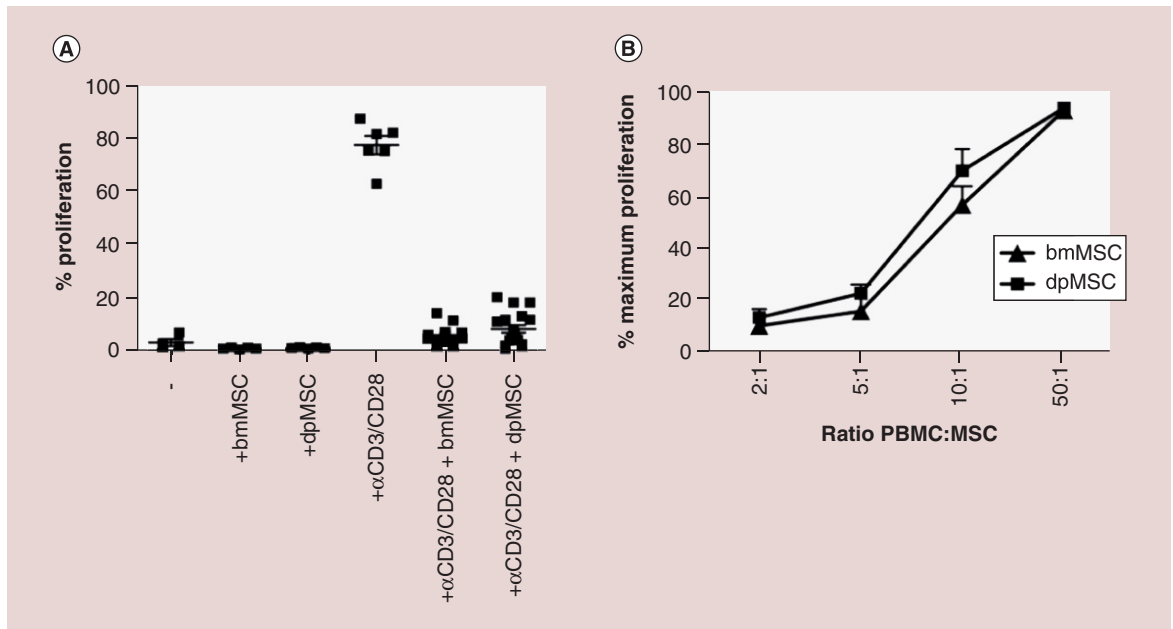 A
% proliferation
100
80
60
40
20
0
-
+bmMSC
+dpMSC
+αCD3/CD28
+αCD3/CD28 + bmMSC
+αCD3/CD28 + dpMSC
B
% maximum proliferation
100
80
60
40
20
0
2:1
5:1
10:1
50:1
Ratio PBMC:MSC
bmMSC
dpMSC